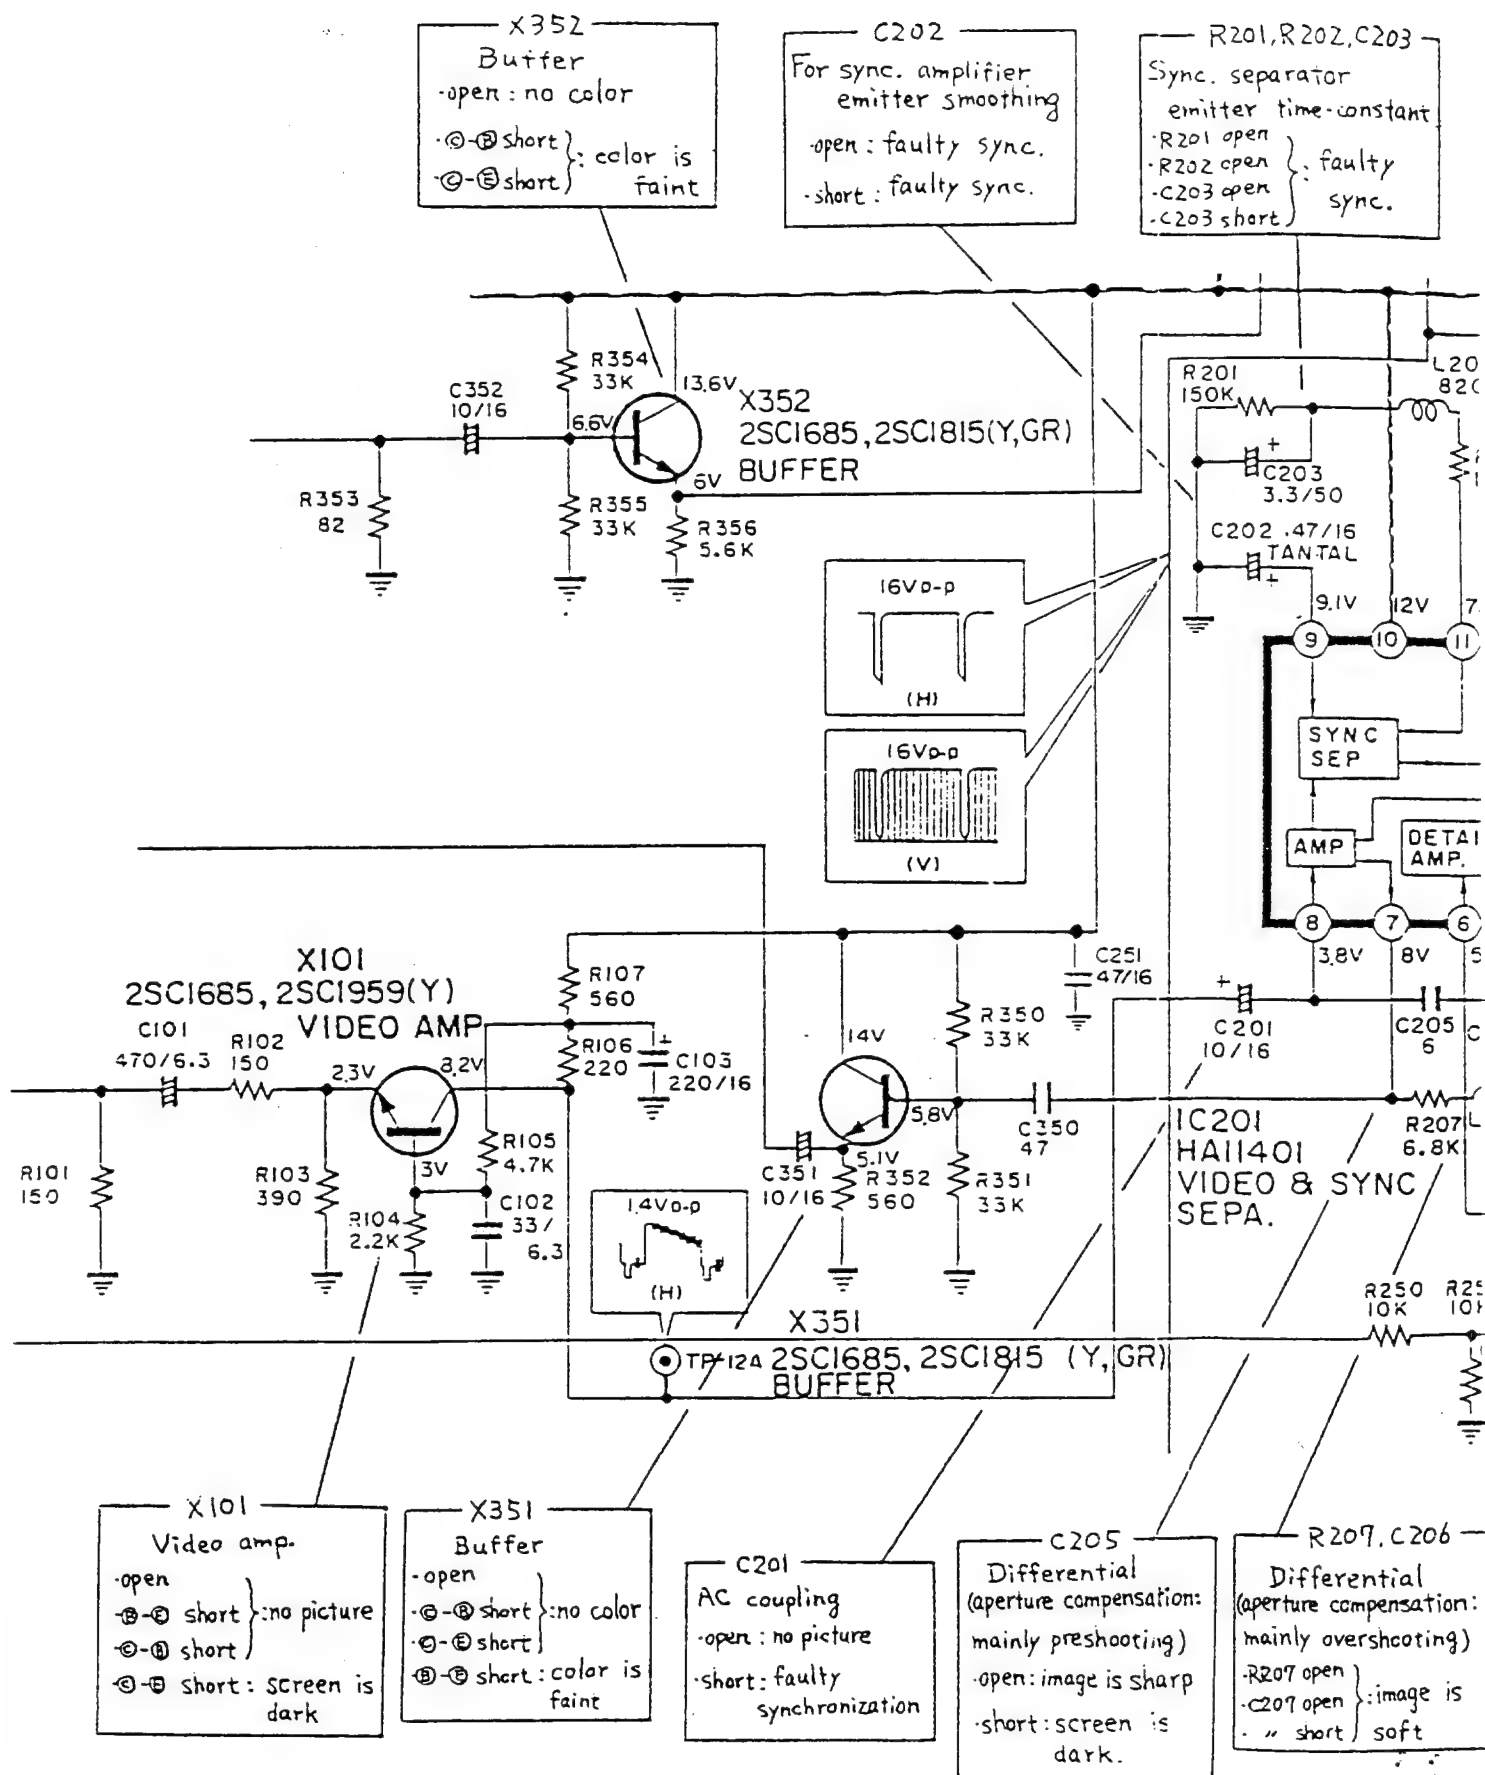 X352
Buffer
·open : no color
·Ⓒ-Ⓑ short
·Ⓒ-Ⓔ short
: color is
faint
C202
For sync. amplifier
emitter smoothing
·open : faulty sync.
·short : faulty sync.
R201, R202, C203
Sync. separator
emitter time-constant
·R201 open
·R202 open
·C203 open
·C203 short
: faulty
sync.
R354
33K
13.6V
C352
10/16
6.6V
X352
2SC1685, 2SC1815(Y,GR)
BUFFER
6V
R353
82
R355
33K
R356
5.6K
R201
150K
L20
820
+
C203
3.3/50
C202 .47/16
TANTAL
+
9.1V
12V
7.
9
10
11
16Vp-p
(H)
16Vp-p
(V)
SYNC
SEP
AMP
DETAI
AMP.
8
7
6
3.8V
8V
5
X101
2SC1685, 2SC1959(Y)
VIDEO AMP
C101
470/6.3
R102
150
2.3V
8.2V
3V
R101
150
R103
390
R104
2.2K
R105
4.7K
C102
33/
6.3
R107
560
R106
220
+
C103
220/16
C251
47/16
R350
33K
14V
5.8V
5.1V
C350
47
C351
10/16
R352
560
R351
33K
+
C201
10/16
C205
6
C
R207
6.8K
L
IC201
HA11401
VIDEO & SYNC
SEPA.
1.4Vp-p
(H)
R250
10K
R25
10K
X351
TP-12A
2SC1685, 2SC1815 (Y,GR)
BUFFER
X101
Video amp.
·open
·Ⓑ-Ⓔ short
·Ⓒ-Ⓑ short
:no picture
·Ⓒ-Ⓔ short : screen is
dark
X351
Buffer
·open
·Ⓒ-Ⓑ short
·Ⓒ-Ⓔ short
:no color
·Ⓑ-Ⓔ short : color is
faint
C201
AC coupling
·open : no picture
·short : faulty
synchronization
C205
Differential
(aperture compensation:
mainly preshooting)
·open : image is sharp
·short : screen is
dark.
R207, C206
Differential
(aperture compensation:
mainly overshooting)
·R207 open
·C207 open
· 〃 short
:image is
soft